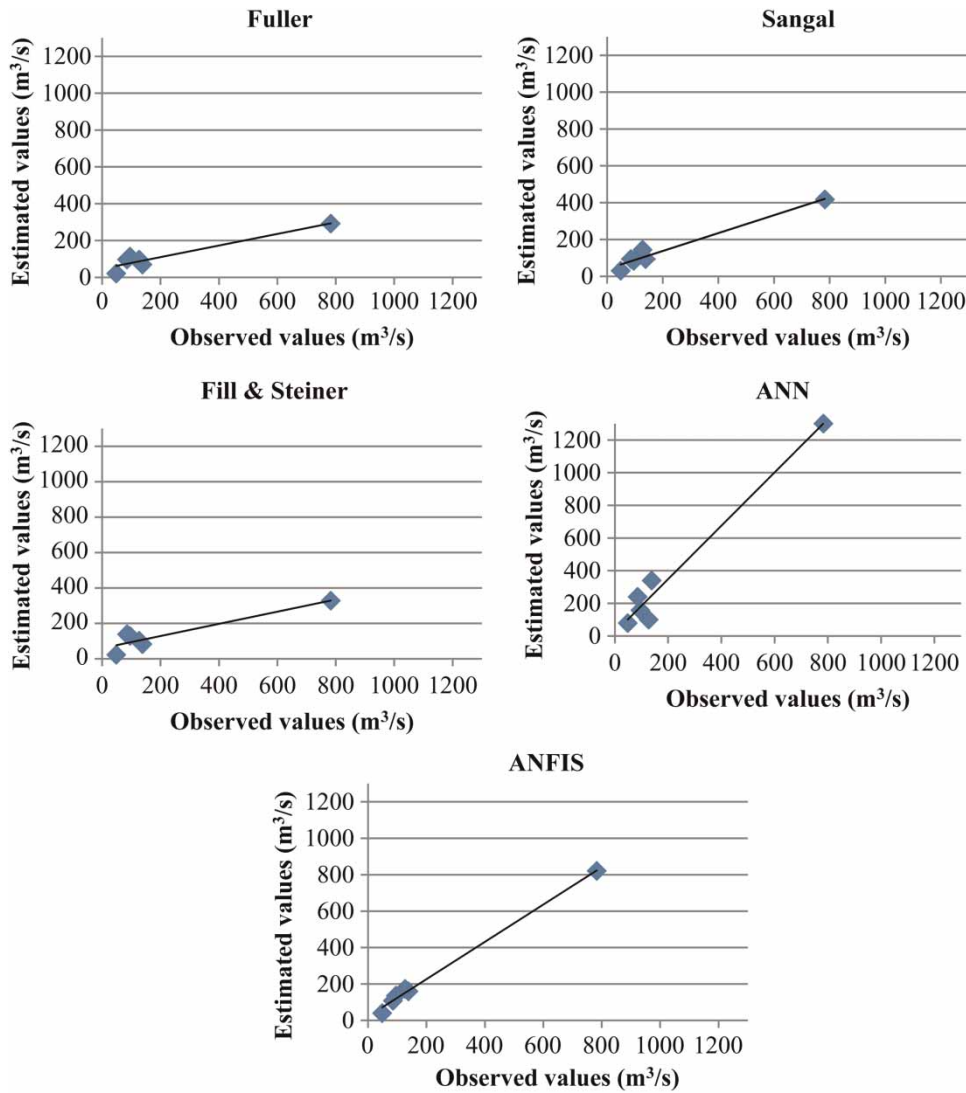 Fuller
Estimated values (m³/s)
1200
1000
800
600
400
200
0
0 200 400 600 800 1000 1200
Observed values (m³/s)
Sangal
Estimated values (m³/s)
1200
1000
800
600
400
200
0
0 200 400 600 800 1000 1200
Observed values (m³/s)
Fill & Steiner
Estimated values (m³/s)
1200
1000
800
600
400
200
0
0 200 400 600 800 1000 1200
Observed values (m³/s)
ANN
Estimated values (m³/s)
1200
1000
800
600
400
200
0
0 200 400 600 800 1000 1200
Observed values (m³/s)
ANFIS
Estimated values (m³/s)
1200
1000
800
600
400
200
0
0 200 400 600 800 1000 1200
Observed values (m³/s)